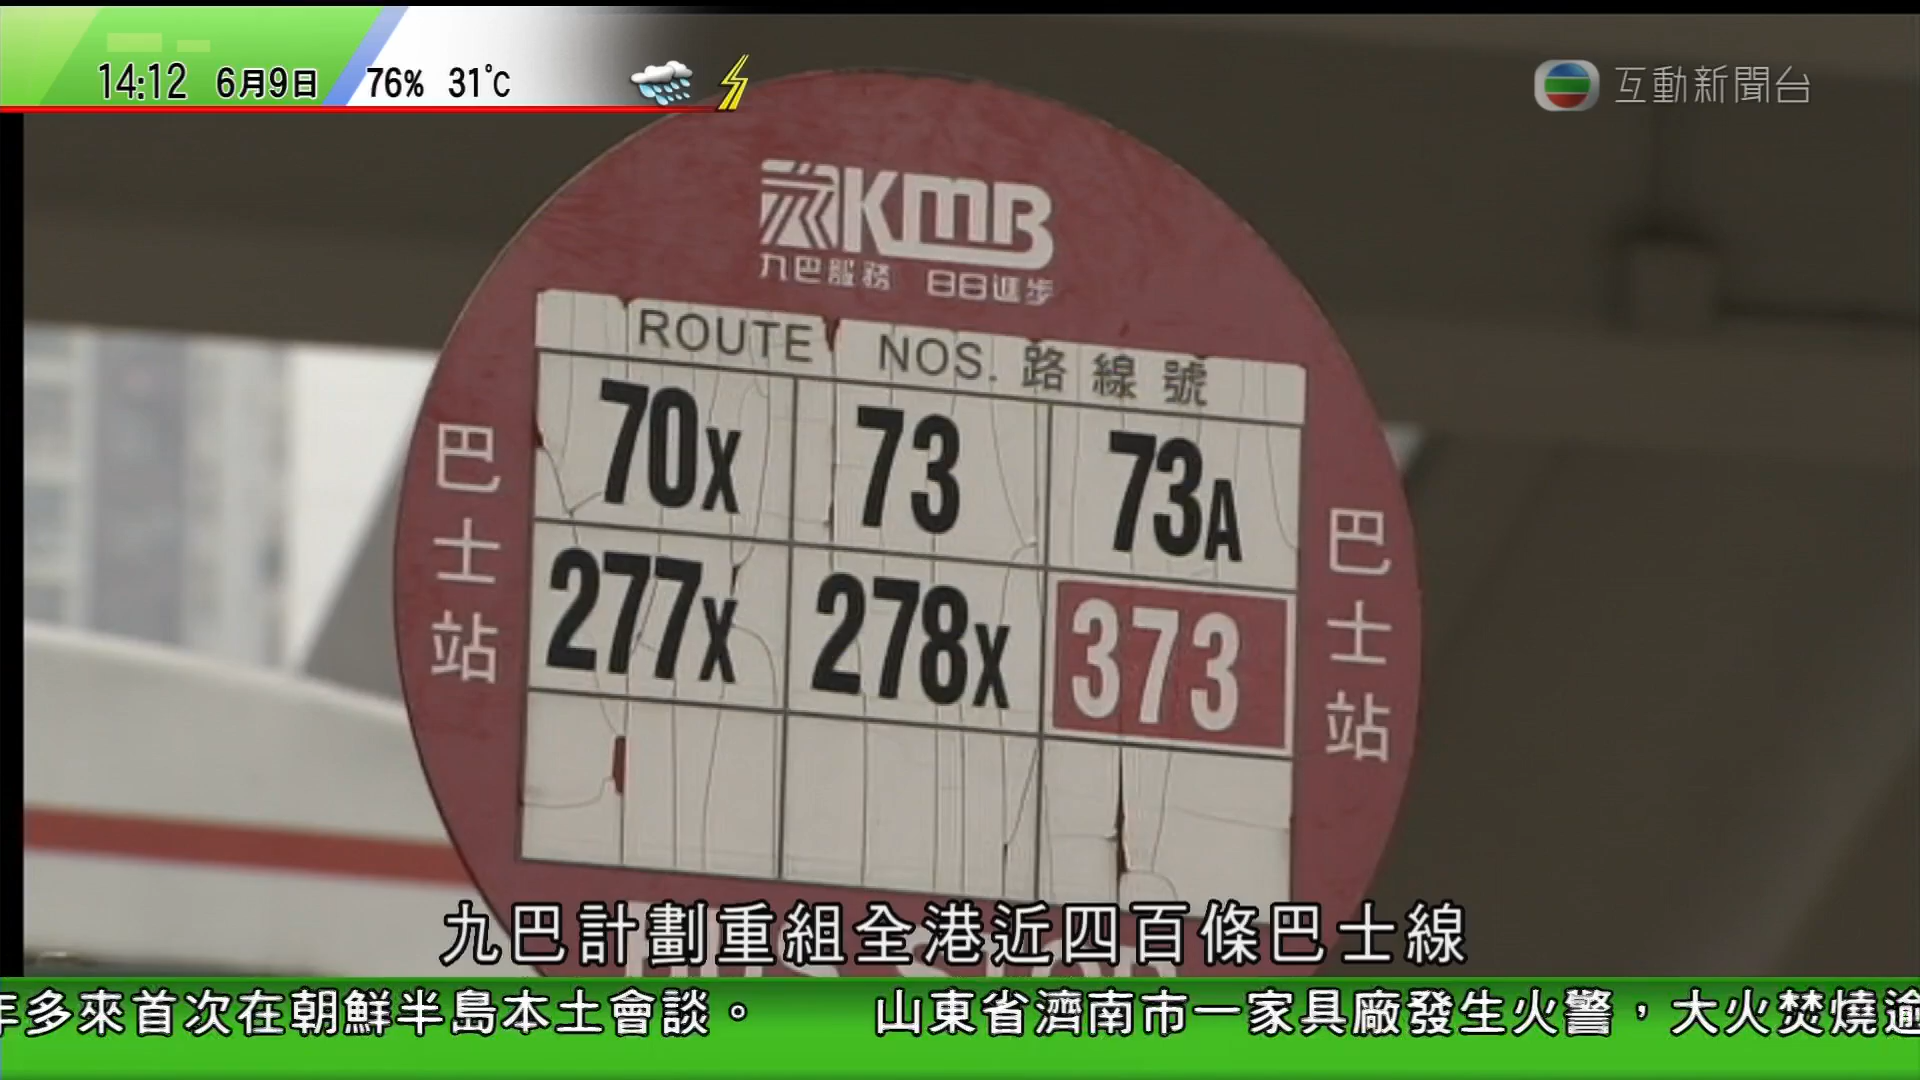 14:12 6月9日 76% 31°C
互動新聞台
KMB
九巴服務 日日進步
ROUTE NOS. 路線號
70X 73 73A
277X 278X 373
巴士站
巴士站
九巴計劃重組全港近四百條巴士線
年多來首次在朝鮮半島本土會談。 山東省濟南市一家具廠發生火警，大火焚燒逾